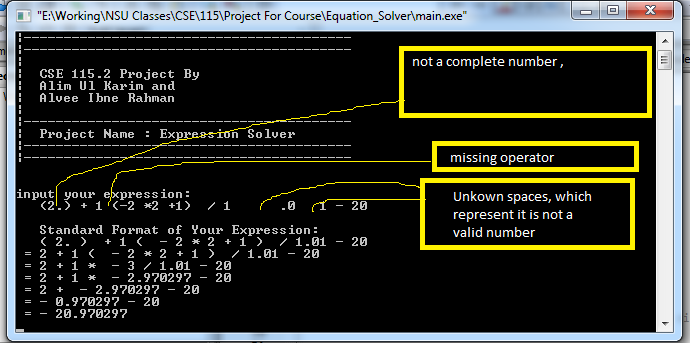 "E:\Working\NSU Classes\CSE\115\Project For Course\Equation_Solver\main.exe"
CSE 115.2 Project By
Alim Ul Karim and
Alvee Ibne Rahman
Project Name : Expression Solver
not a complete number ,
missing operator
Unkown spaces, which
represent it is not a
valid number
input your expression:
(2.) + 1 (-2 *2 +1) / 1 .0 1 - 20
Standard Format of Your Expression:
( 2. ) + 1 ( - 2 * 2 + 1 ) / 1.01 - 20
= 2 + 1 ( - 2 * 2 + 1 ) / 1.01 - 20
= 2 + 1 * - 3 / 1.01 - 20
= 2 + 1 * - 2.970297 - 20
= 2 + - 2.970297 - 20
= - 0.970297 - 20
= - 20.970297